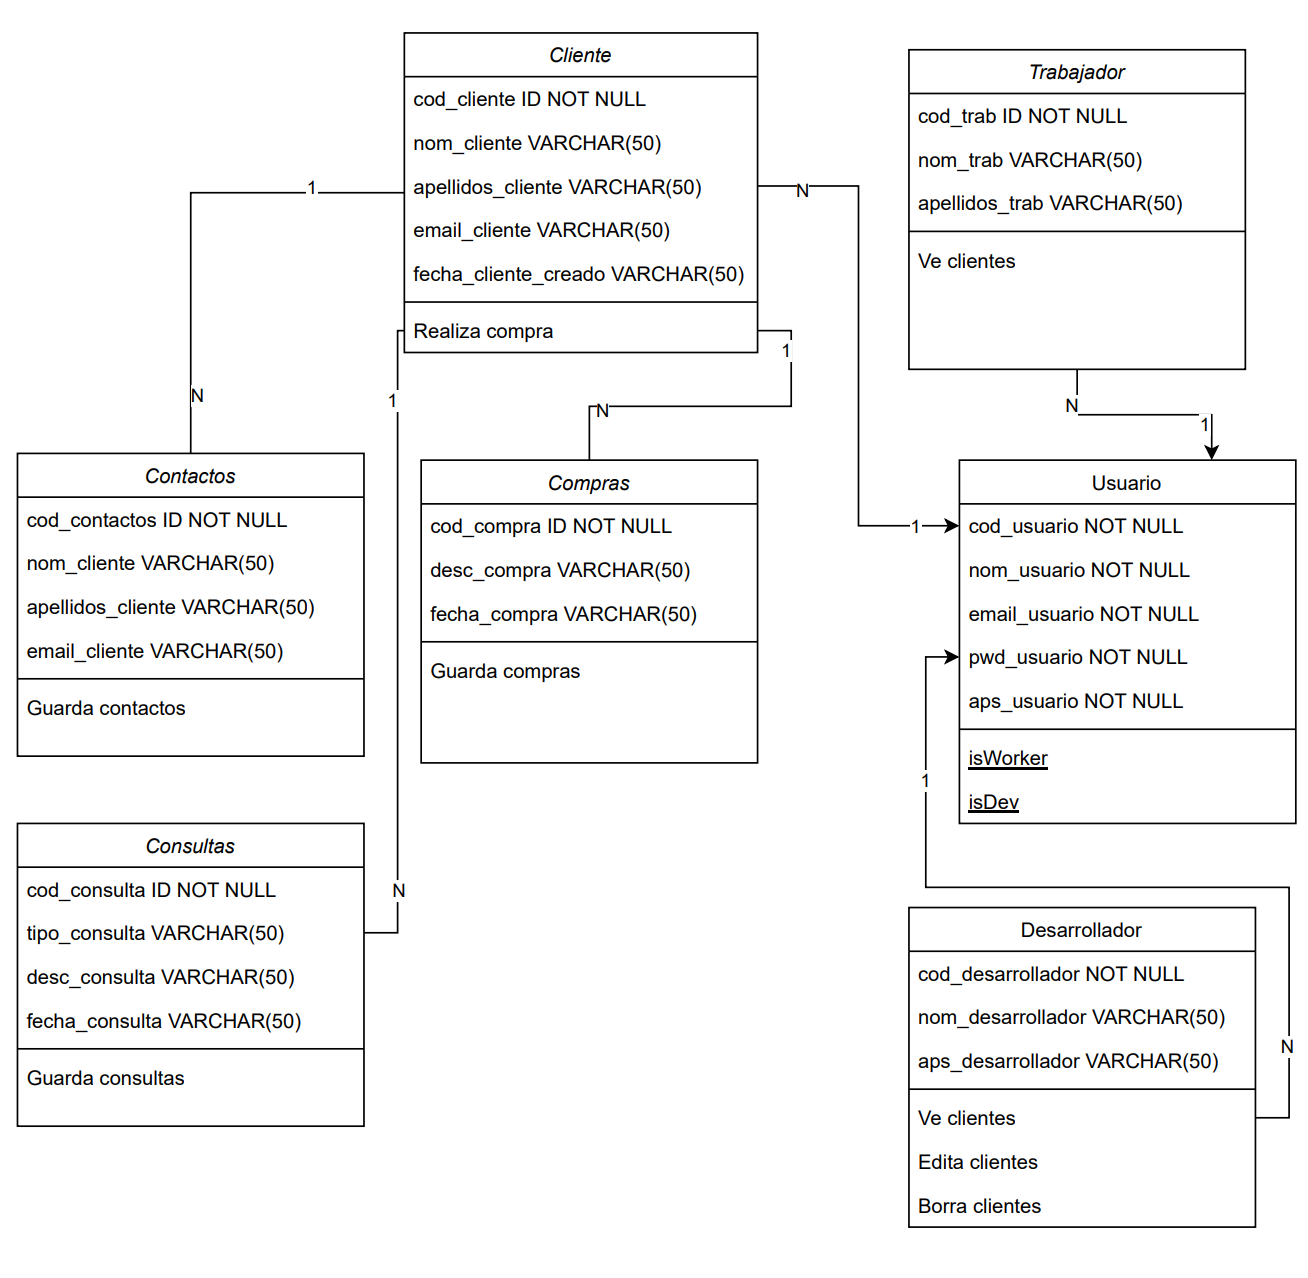 Cliente
cod_cliente ID NOT NULL
nom_cliente VARCHAR(50)
apellidos_cliente VARCHAR(50)
email_cliente VARCHAR(50)
fecha_cliente_creado VARCHAR(50)
Realiza compra
Trabajador
cod_trab ID NOT NULL
nom_trab VARCHAR(50)
apellidos_trab VARCHAR(50)
Ve clientes
1
N
N
1
1
N
1
N
N
1
1
N
Contactos
cod_contactos ID NOT NULL
nom_cliente VARCHAR(50)
apellidos_cliente VARCHAR(50)
email_cliente VARCHAR(50)
Guarda contactos
Compras
cod_compra ID NOT NULL
desc_compra VARCHAR(50)
fecha_compra VARCHAR(50)
Guarda compras
Usuario
cod_usuario NOT NULL
nom_usuario NOT NULL
email_usuario NOT NULL
pwd_usuario NOT NULL
aps_usuario NOT NULL
isWorker
isDev
Consultas
cod_consulta ID NOT NULL
tipo_consulta VARCHAR(50)
desc_consulta VARCHAR(50)
fecha_consulta VARCHAR(50)
Guarda consultas
Desarrollador
cod_desarrollador NOT NULL
nom_desarrollador VARCHAR(50)
aps_desarrollador VARCHAR(50)
Ve clientes
Edita clientes
Borra clientes